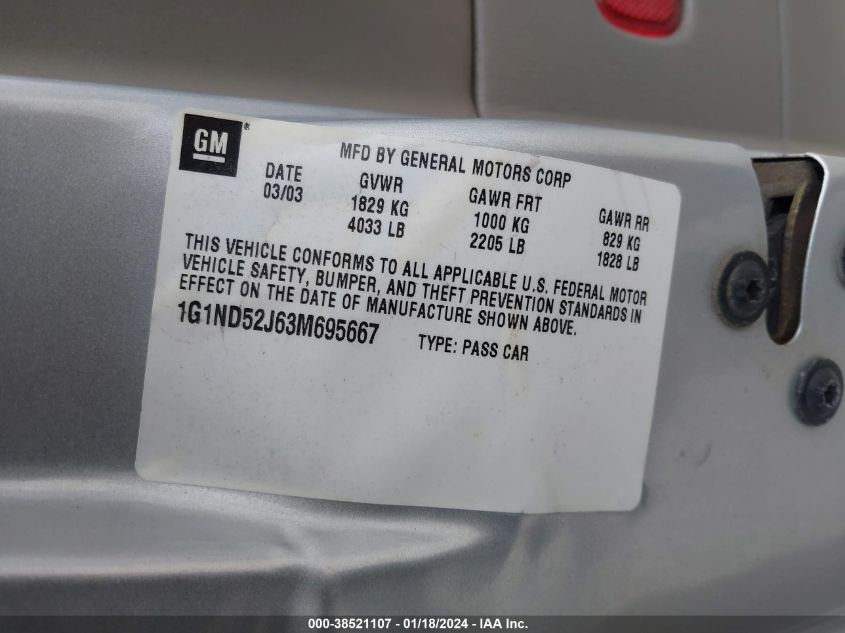 GM ®
MFD BY GENERAL MOTORS CORP
DATE GVWR GAWR FRT GAWR RR
03/03 1829 KG 1000 KG 829 KG
4033 LB 2205 LB 1828 LB
THIS VEHICLE CONFORMS TO ALL APPLICABLE U.S. FEDERAL MOTOR
VEHICLE SAFETY, BUMPER, AND THEFT PREVENTION STANDARDS IN
EFFECT ON THE DATE OF MANUFACTURE SHOWN ABOVE.
1G1ND52J63M695667 TYPE: PASS CAR
000-38521107 - 01/18/2024 - IAA Inc.